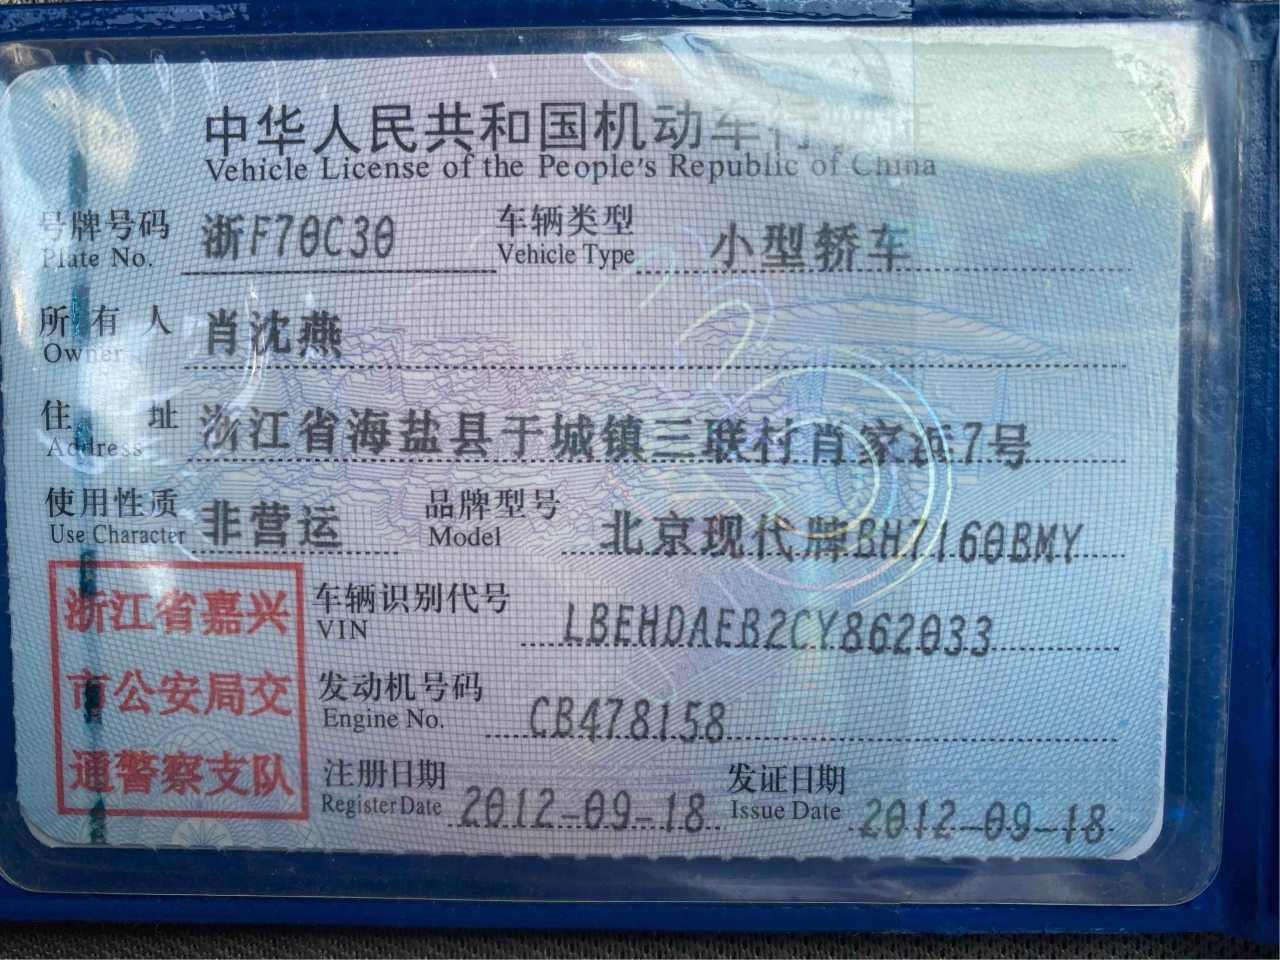 中华人民共和国机动车行驶证
Vehicle License of the People's Republic of China
号牌号码 浙F70C30 车辆类型 小型轿车
Plate No. Vehicle Type
所有人 肖沈燕
Owner
住址 浙江省海盐县于城镇三联村肖家浜7号
Address
使用性质 非营运 品牌型号 北京现代牌BH7160BMY
Use Character Model
浙江省嘉兴
市公安局交
通警察支队
车辆识别代号 LBEHDAEB2CY862033
VIN
发动机号码 CB478158
Engine No.
注册日期 2012-09-18 发证日期 2012-09-18
Register Date Issue Date